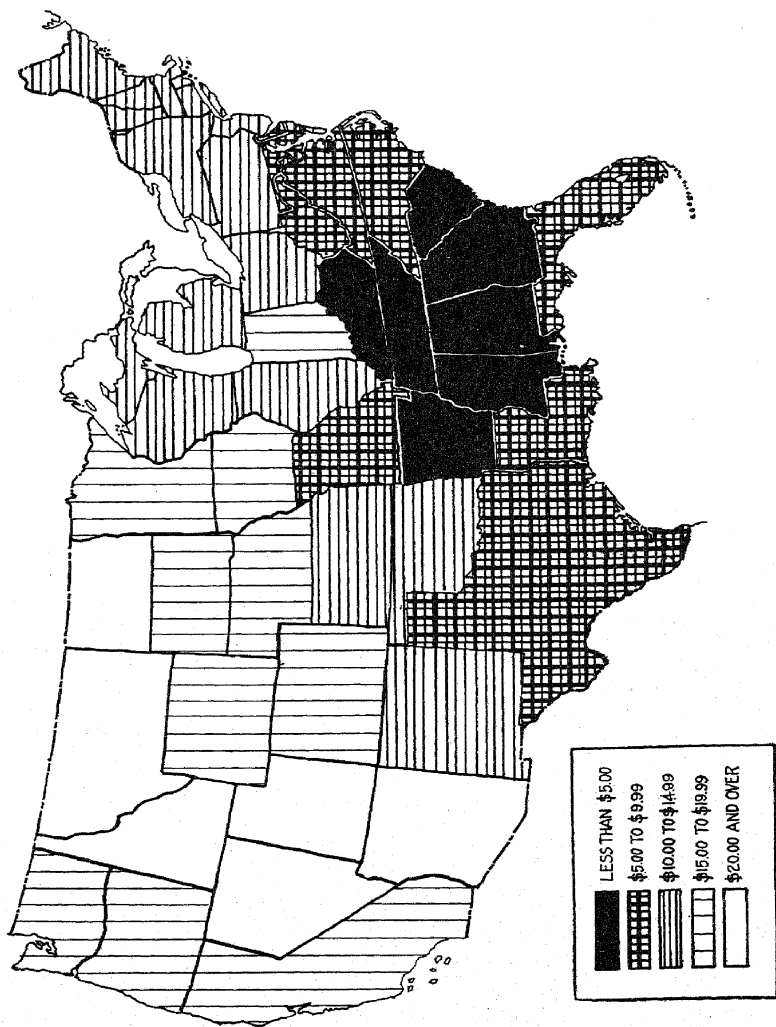 LESS THAN $5.00
$5.00 TO $9.99
$10.00 TO $14.99
$15.00 TO $19.99
$20.00 AND OVER